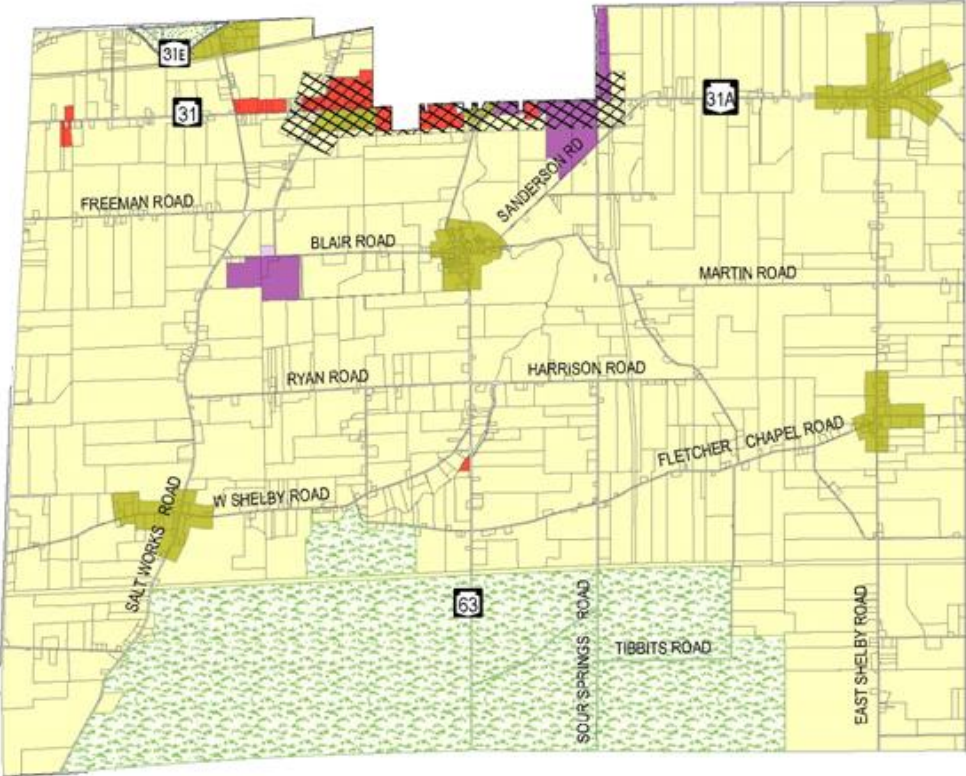 31E
31
31A
FREEMAN ROAD
SANDERSON RD
BLAIR ROAD
MARTIN ROAD
RYAN ROAD
HARRISON ROAD
FLETCHER CHAPEL ROAD
W SHELBY ROAD
SALT WORKS ROAD
63
SOUR SPRINGS ROAD
TIBBITS ROAD
EAST SHELBY ROAD